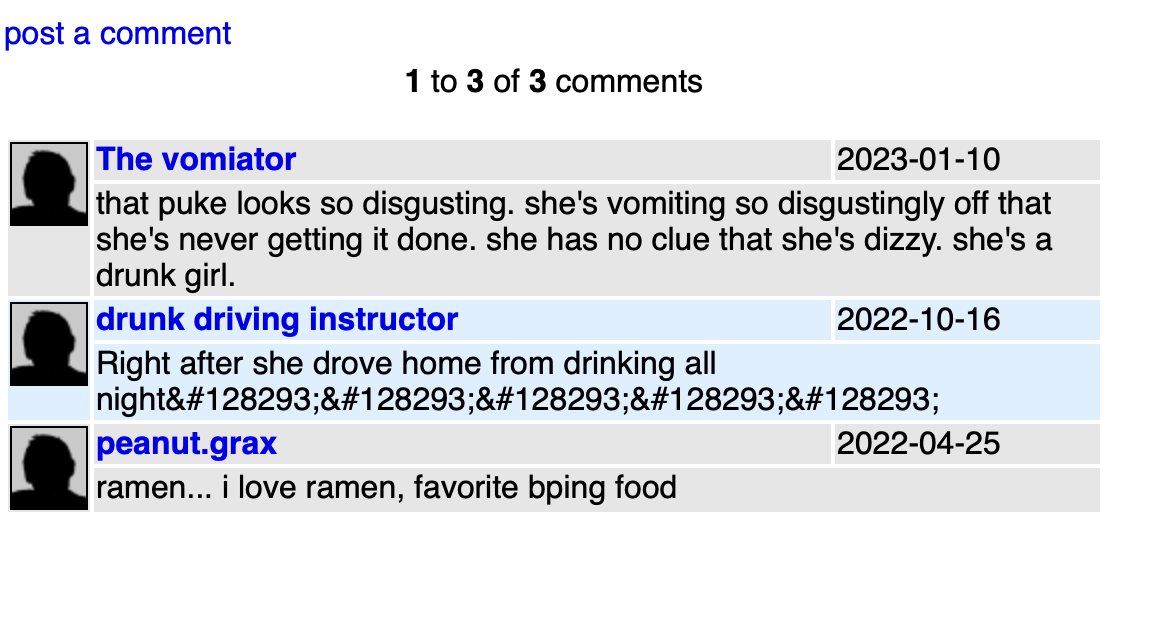 post a comment
1 to 3 of 3 comments
The vomiator 2023-01-10
that puke looks so disgusting. she's vomiting so disgustingly off that
she's never getting it done. she has no clue that she's dizzy. she's a
drunk girl.
drunk driving instructor 2022-10-16
Right after she drove home from drinking all
night&#128293;&#128293;&#128293;&#128293;&#128293;
peanut.grax 2022-04-25
ramen... i love ramen, favorite bping food